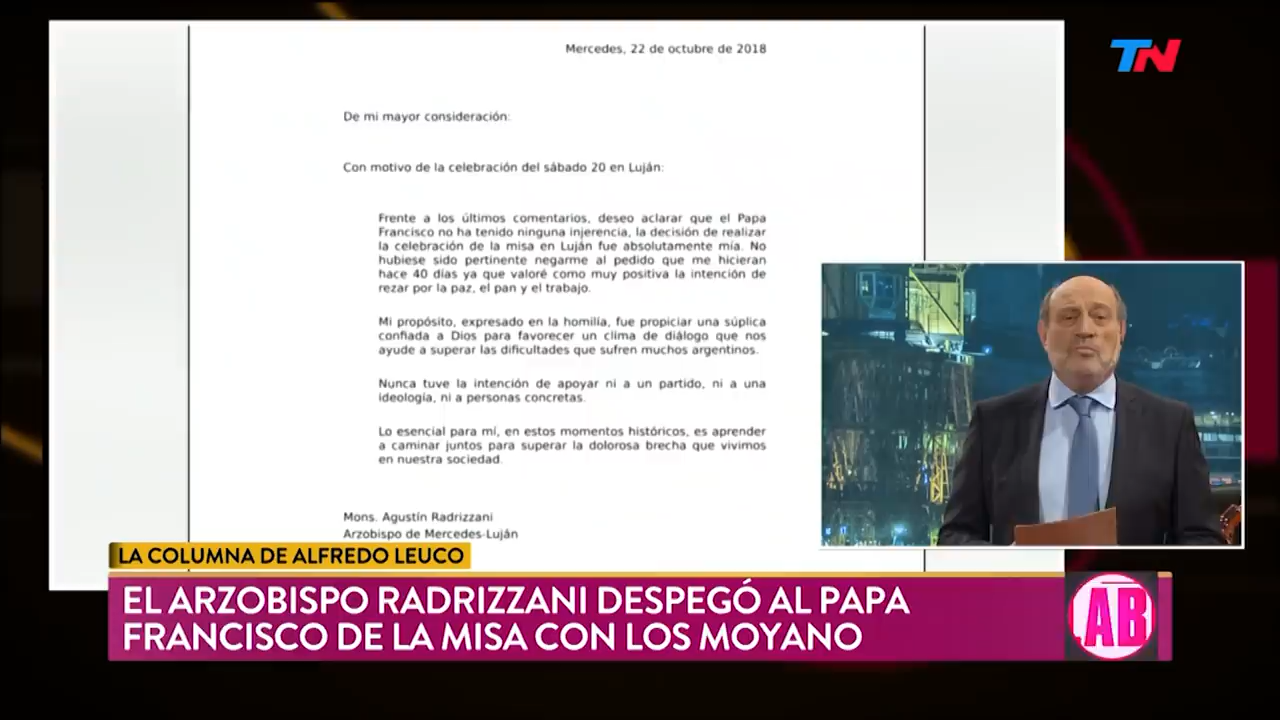 Mercedes, 22 de octubre de 2018
TN
De mi mayor consideración:
Con motivo de la celebración del sábado 20 en Luján:
Frente a los últimos comentarios, deseo aclarar que el Papa
Francisco no ha tenido ninguna injerencia, la decisión de realizar
la celebración de la misa en Luján fue absolutamente mía. No
hubiese sido pertinente negarme al pedido que me hicieran
hace 40 días ya que valoré como muy positiva la intención de
rezar por la paz, el pan y el trabajo.
Mi propósito, expresado en la homilía, fue propiciar una súplica
confiada a Dios para favorecer un clima de diálogo que nos
ayude a superar las dificultades que sufren muchos argentinos.
Nunca tuve la intención de apoyar ni a un partido, ni a una
ideología, ni a personas concretas.
Lo esencial para mí, en estos momentos históricos, es aprender
a caminar juntos para superar la dolorosa brecha que vivimos
en nuestra sociedad.
Mons. Agustín Radrizzani
Arzobispo de Mercedes-Luján
LA COLUMNA DE ALFREDO LEUCO
EL ARZOBISPO RADRIZZANI DESPEGÓ AL PAPA
FRANCISCO DE LA MISA CON LOS MOYANO
AB